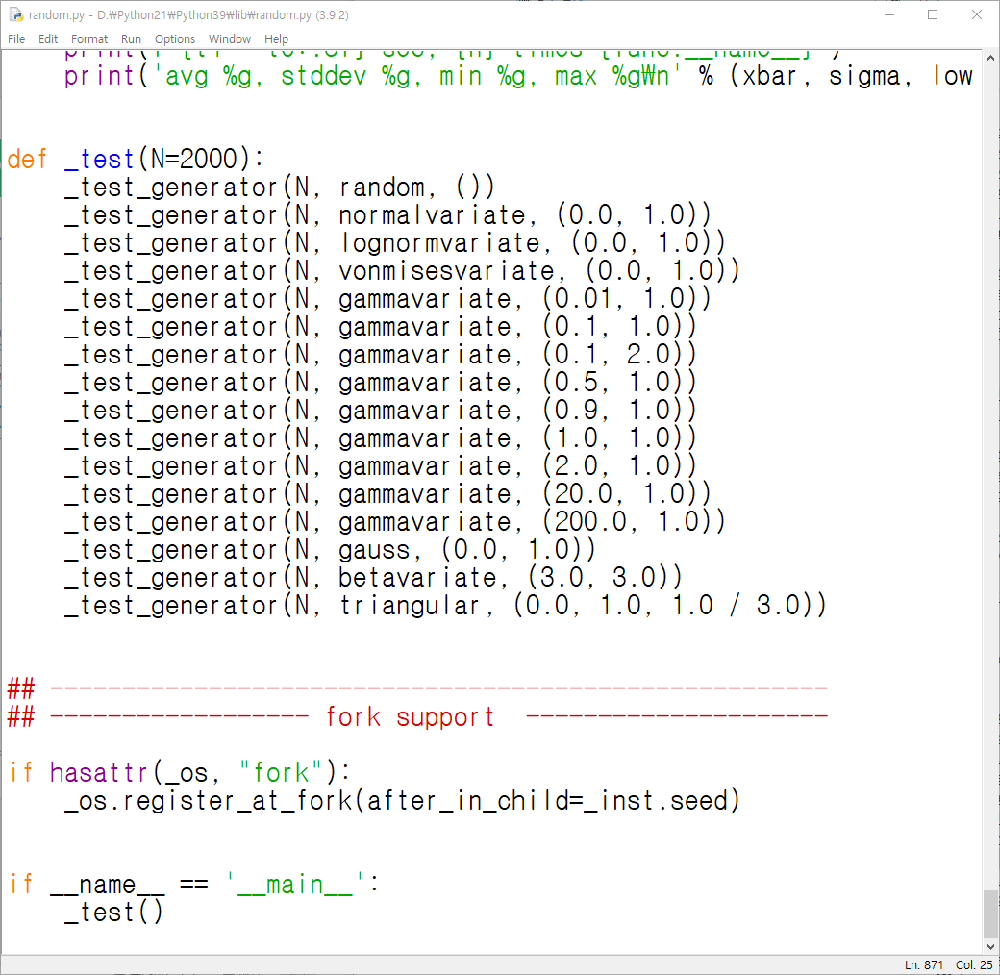 random.py - D:₩Python21₩Python39₩lib₩random.py (3.9.2)
File Edit Format Run Options Window Help
print('avg %g, stddev %g, min %g, max %g₩n' % (xbar, sigma, low
def _test(N=2000):
_test_generator(N, random, ())
_test_generator(N, normalvariate, (0.0, 1.0))
_test_generator(N, lognormvariate, (0.0, 1.0))
_test_generator(N, vonmisesvariate, (0.0, 1.0))
_test_generator(N, gammavariate, (0.01, 1.0))
_test_generator(N, gammavariate, (0.1, 1.0))
_test_generator(N, gammavariate, (0.1, 2.0))
_test_generator(N, gammavariate, (0.5, 1.0))
_test_generator(N, gammavariate, (0.9, 1.0))
_test_generator(N, gammavariate, (1.0, 1.0))
_test_generator(N, gammavariate, (2.0, 1.0))
_test_generator(N, gammavariate, (20.0, 1.0))
_test_generator(N, gammavariate, (200.0, 1.0))
_test_generator(N, gauss, (0.0, 1.0))
_test_generator(N, betavariate, (3.0, 3.0))
_test_generator(N, triangular, (0.0, 1.0, 1.0 / 3.0))
## ------------------------------------------------------
## ------------------ fork support  ---------------------
if hasattr(_os, "fork"):
_os.register_at_fork(after_in_child=_inst.seed)
if __name__ == '__main__':
_test()
Ln: 871 Col: 25